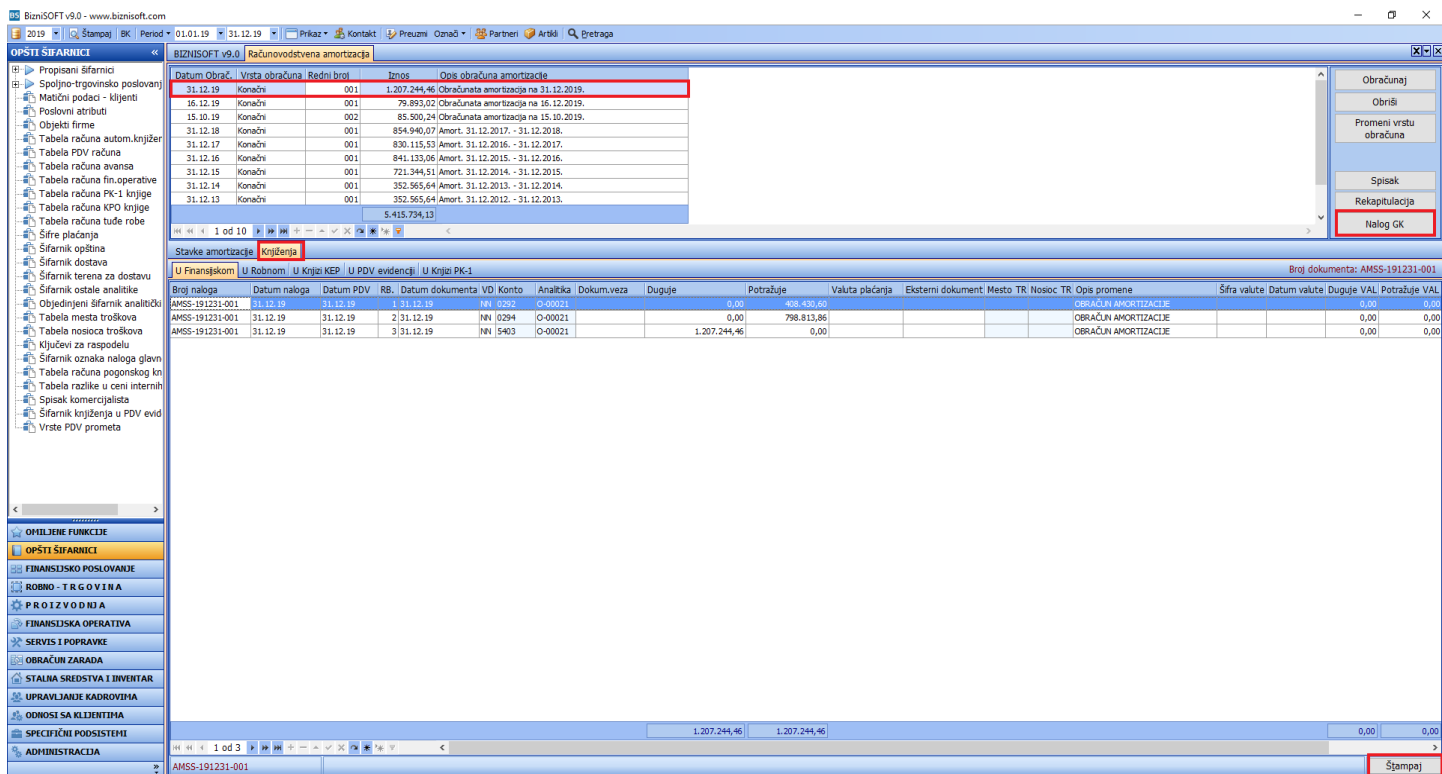 BS BizniSOFT v9.0 - www.biznisoft.com
2019 Štampaj BK Period 01.01.19 31.12.19 Prikaz Kontakt Preuzmi Označi Partneri Artikli Pretraga
OPŠTI ŠIFARNICI «
Propisani šifarnici
Spoljno-trgovinsko poslovanj
Matični podaci - klijenti
Poslovni atributi
Objekti firme
Tabela računa autom.knjižer
Tabela PDV računa
Tabela računa avansa
Tabela računa fin.operative
Tabela računa PK-1 knjige
Tabela računa KPO knjige
Tabela računa tuđe robe
Šifre plaćanja
Šifarnik opština
Šifarnik dostava
Šifarnik terena za dostavu
Šifarnik ostale analitike
Objedinjeni šifarnik analitički
Tabela mesta troškova
Tabela nosioca troškova
Ključevi za raspodelu
Šifarnik oznaka naloga glavn
Tabela računa pogonskog kn
Tabela razlike u ceni internih
Spisak komercijalista
Šifarnik knjiženja u PDV evid
Vrste PDV prometa
OMILJENE FUNKCIJE
OPŠTI ŠIFARNICI
FINANSIJSKO POSLOVANJE
ROBNO - T R G O V I N A
P R O I Z V O D NJ A
FINANSIJSKA OPERATIVA
SERVIS I POPRAVKE
OBRAČUN ZARADA
STALNA SREDSTVA I INVENTAR
UPRAVLJANJE KADROVIMA
ODNOSI SA KLIJENTIMA
SPECIFIČNI PODSISTEMI
ADMINISTRACIJA
BIZNISOFT v9.0 Računovodstvena amortizacija
Datum Obrač. Vrsta obračuna Redni broj Iznos Opis obračuna amortizacije
31.12.19 Konačni 001 1.207.244,46 Obračunata amortizacija na 31.12.2019.
16.12.19 Konačni 001 79.893,02 Obračunata amortizacija na 16.12.2019.
15.10.19 Konačni 002 85.500,24 Obračunata amortizacija na 15.10.2019.
31.12.18 Konačni 001 854.940,07 Amort. 31.12.2017. - 31.12.2018.
31.12.17 Konačni 001 830.115,53 Amort. 31.12.2016. - 31.12.2017.
31.12.16 Konačni 001 841.133,06 Amort. 31.12.2015. - 31.12.2016.
31.12.15 Konačni 001 721.344,51 Amort. 31.12.2014. - 31.12.2015.
31.12.14 Konačni 001 352.565,64 Amort. 31.12.2013. - 31.12.2014.
31.12.13 Konačni 001 352.565,64 Amort. 31.12.2012. - 31.12.2013.
5.415.734,13
1 od 10
Obračunaj
Obriši
Promeni vrstu
obračuna
Spisak
Rekapitulacija
Nalog GK
Stavke amortizacije Knjiženja
U Finansijskom U Robnom U Knjizi KEP U PDV evidenciji U Knjizi PK-1 Broj dokumenta: AMSS-191231-001
Broj naloga Datum naloga Datum PDV RB. Datum dokumenta VD Konto Analitika Dokum.veza Duguje Potražuje Valuta plaćanja Eksterni dokument Mesto TR Nosioc TR Opis promene Šifra valute Datum valute Duguje VAL Potražuje VAL
AMSS-191231-001 31.12.19 31.12.19 1 31.12.19 NN 0292 O-00021 0,00 408.430,60 OBRAČUN AMORTIZACIJE 0,00 0,00
AMSS-191231-001 31.12.19 31.12.19 2 31.12.19 NN 0294 O-00021 0,00 798.813,86 OBRAČUN AMORTIZACIJE 0,00 0,00
AMSS-191231-001 31.12.19 31.12.19 3 31.12.19 NN 5403 O-00021 1.207.244,46 0,00 OBRAČUN AMORTIZACIJE 0,00 0,00
1.207.244,46 1.207.244,46 0,00 0,00
1 od 3
AMSS-191231-001 Štampaj